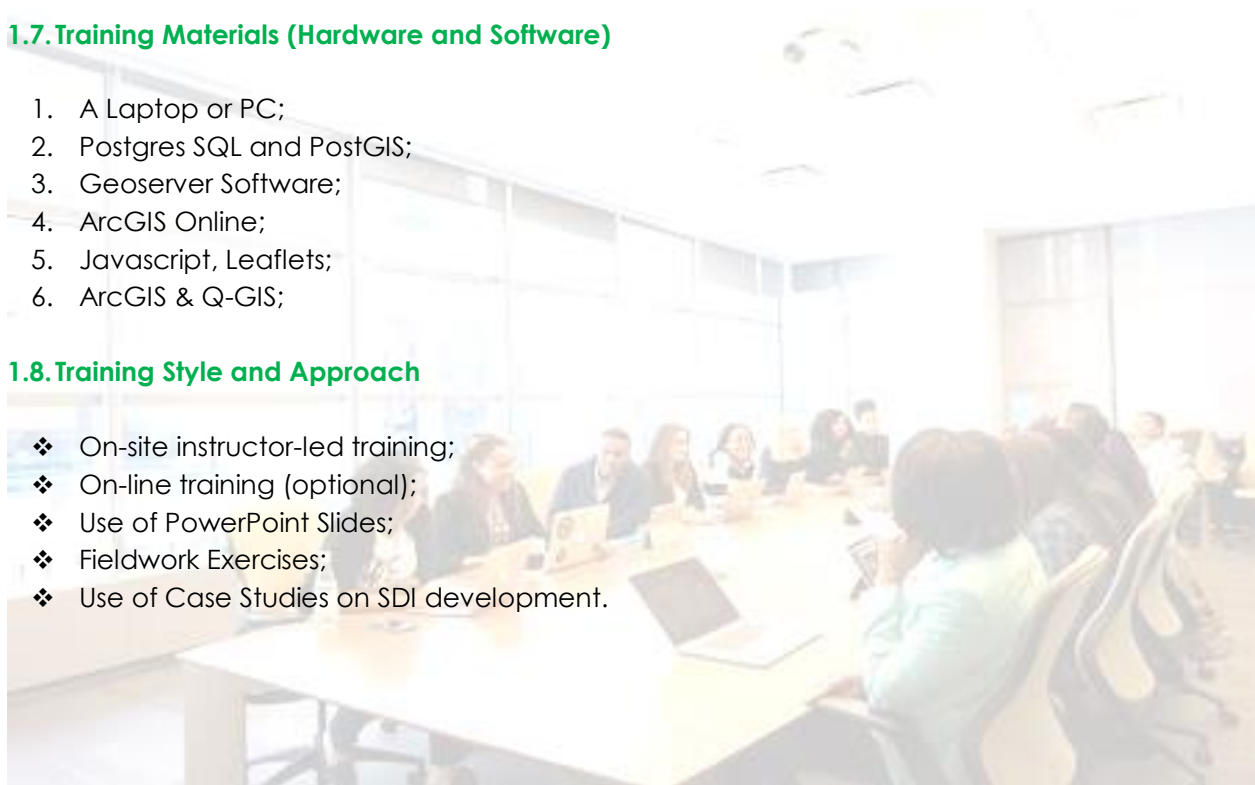 1.7. Training Materials (Hardware and Software)
1. A Laptop or PC;
2. Postgres SQL and PostGIS;
3. Geoserver Software;
4. ArcGIS Online;
5. Javascript, Leaflets;
6. ArcGIS & Q-GIS;
1.8. Training Style and Approach
❖ On-site instructor-led training;
❖ On-line training (optional);
❖ Use of PowerPoint Slides;
❖ Fieldwork Exercises;
❖ Use of Case Studies on SDI development.